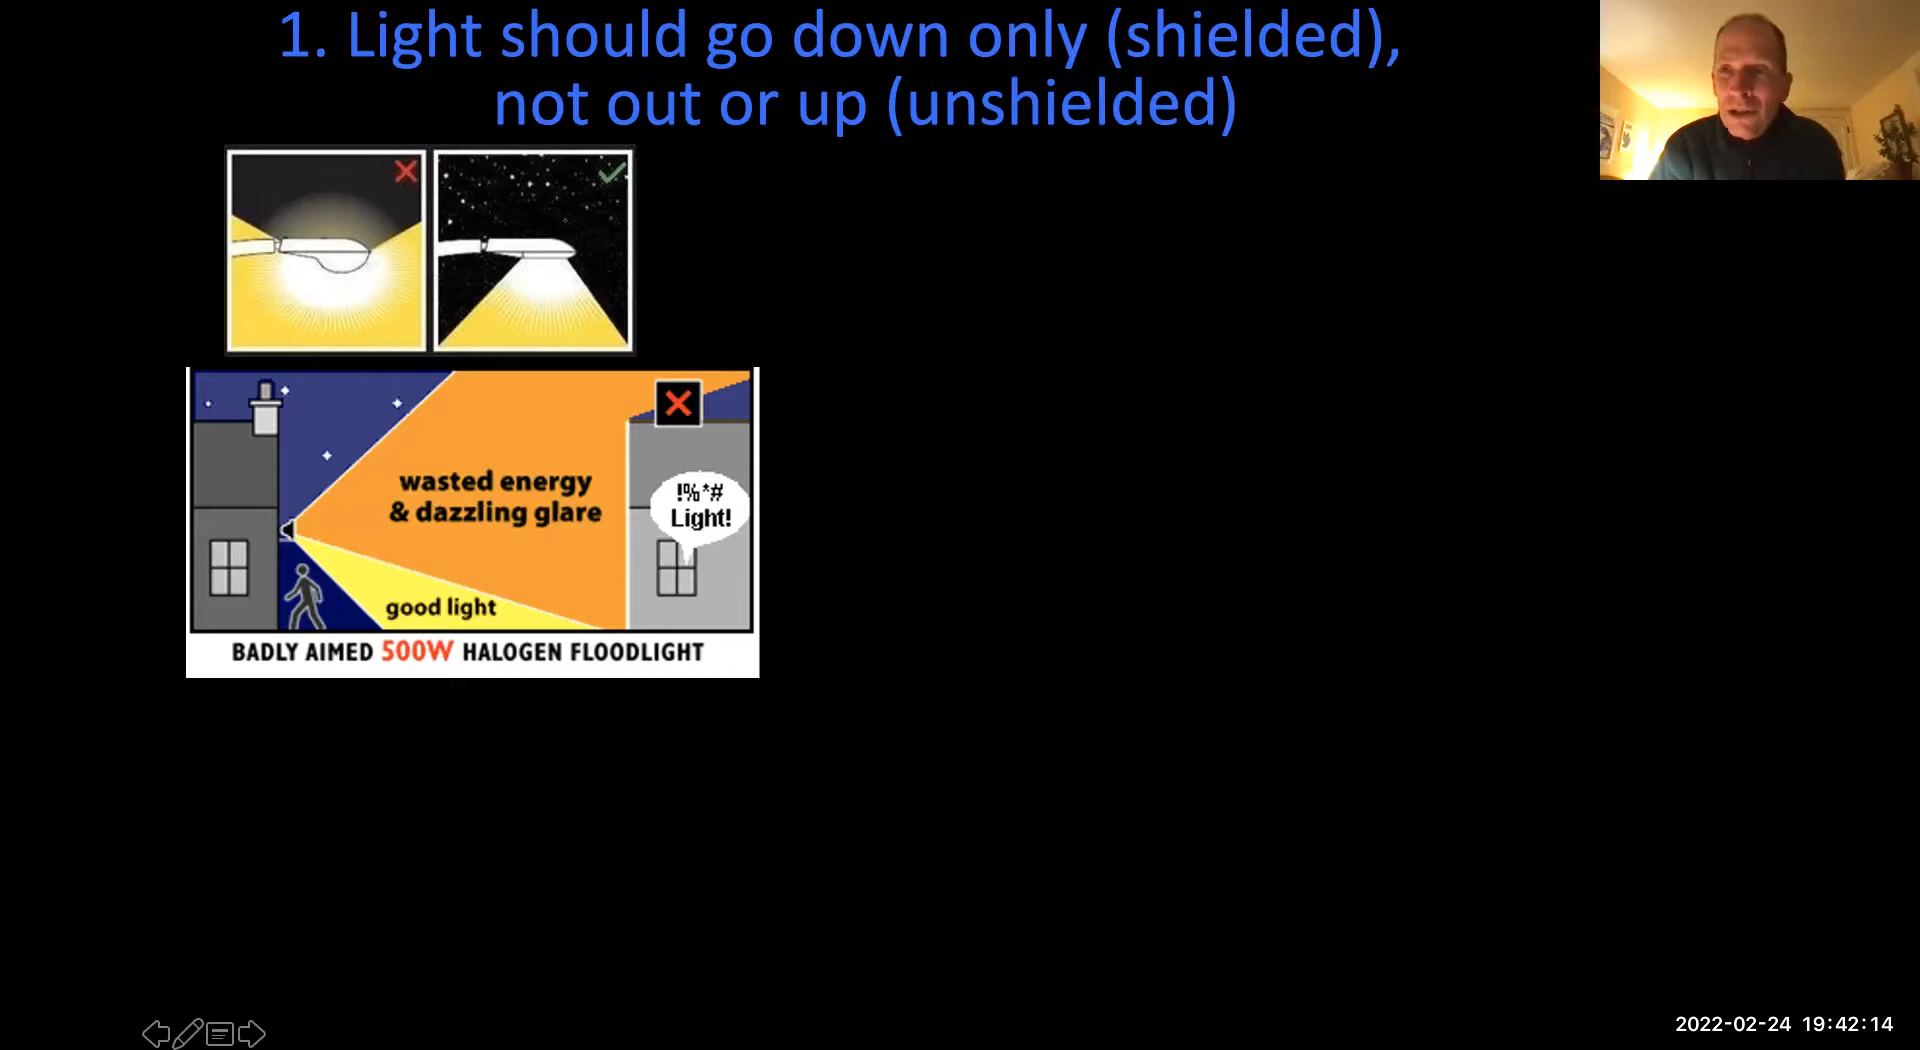 1. Light should go down only (shielded),
not out or up (unshielded)
wasted energy
& dazzling glare
!%*#
Light!
good light
BADLY AIMED 500W HALOGEN FLOODLIGHT
2022-02-24 19:42:14